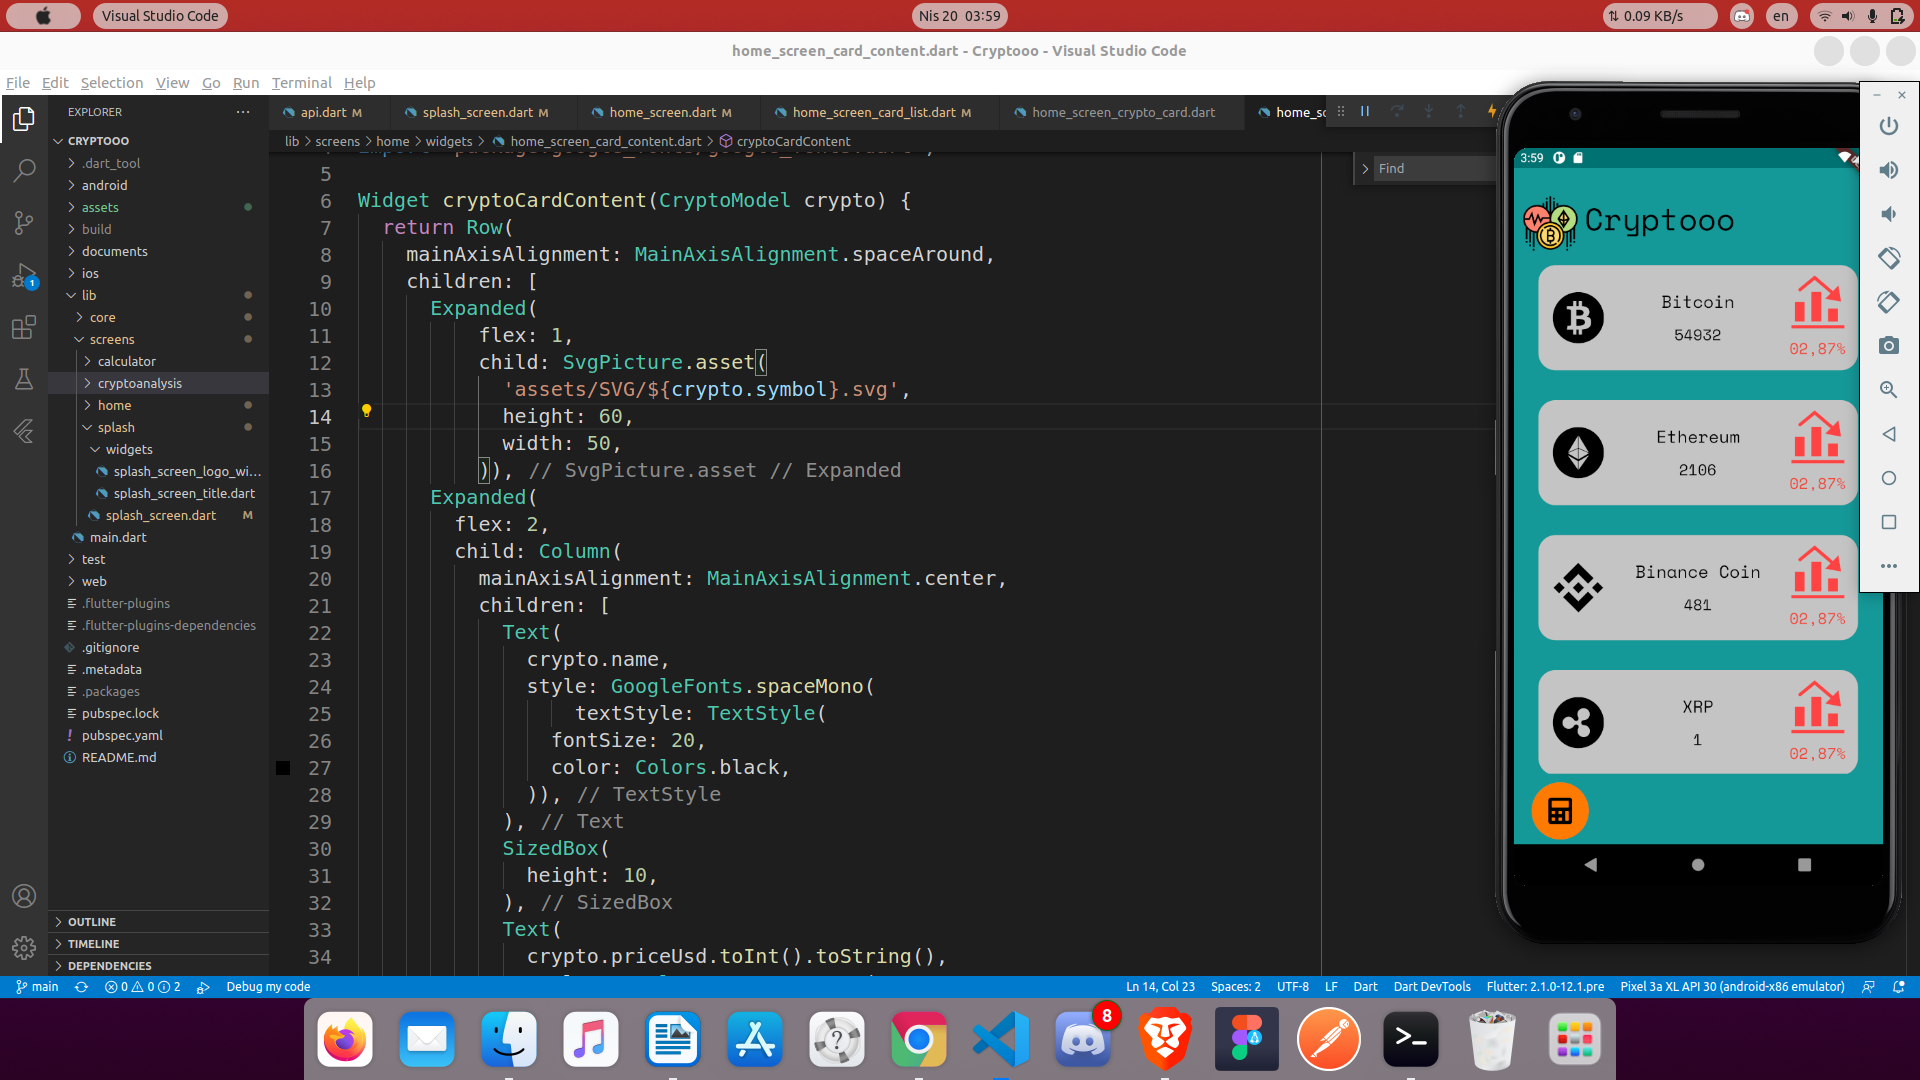 Visual Studio Code
Nis 20 03:59
0.09 KB/s
en
home_screen_card_content.dart - Cryptooo - Visual Studio Code
File Edit Selection View Go Run Terminal Help
EXPLORER
CRYPTOOO
.dart_tool
android
assets
build
documents
ios
lib
core
screens
calculator
cryptoanalysis
home
splash
widgets
splash_screen_logo_wi...
splash_screen_title.dart
splash_screen.dart M
main.dart
test
web
.flutter-plugins
.flutter-plugins-dependencies
.gitignore
.metadata
.packages
pubspec.lock
pubspec.yaml
README.md
OUTLINE
TIMELINE
DEPENDENCIES
api.dart M
splash_screen.dart M
home_screen.dart M
home_screen_card_list.dart M
home_screen_crypto_card.dart
home_sc
lib > screens > home > widgets > home_screen_card_content.dart > cryptoCardContent
Find
5
6 Widget cryptoCardContent(CryptoModel crypto) {
7 return Row(
8 mainAxisAlignment: MainAxisAlignment.spaceAround,
9 children: [
10 Expanded(
11 flex: 1,
12 child: SvgPicture.asset(
13 'assets/SVG/${crypto.symbol}.svg',
14 height: 60,
15 width: 50,
16 )), // SvgPicture.asset // Expanded
17 Expanded(
18 flex: 2,
19 child: Column(
20 mainAxisAlignment: MainAxisAlignment.center,
21 children: [
22 Text(
23 crypto.name,
24 style: GoogleFonts.spaceMono(
25 textStyle: TextStyle(
26 fontSize: 20,
27 color: Colors.black,
28 )), // TextStyle
29 ), // Text
30 SizedBox(
31 height: 10,
32 ), // SizedBox
33 Text(
34 crypto.priceUsd.toInt().toString(),
3:59
Cryptooo
Bitcoin
54932
02,87%
Ethereum
2106
02,87%
Binance Coin
481
02,87%
XRP
1
02,87%
main
0 0 2
Debug my code
Ln 14, Col 23
Spaces: 2
UTF-8
LF
Dart
Dart DevTools
Flutter: 2.1.0-12.1.pre
Pixel 3a XL API 30 (android-x86 emulator)
8